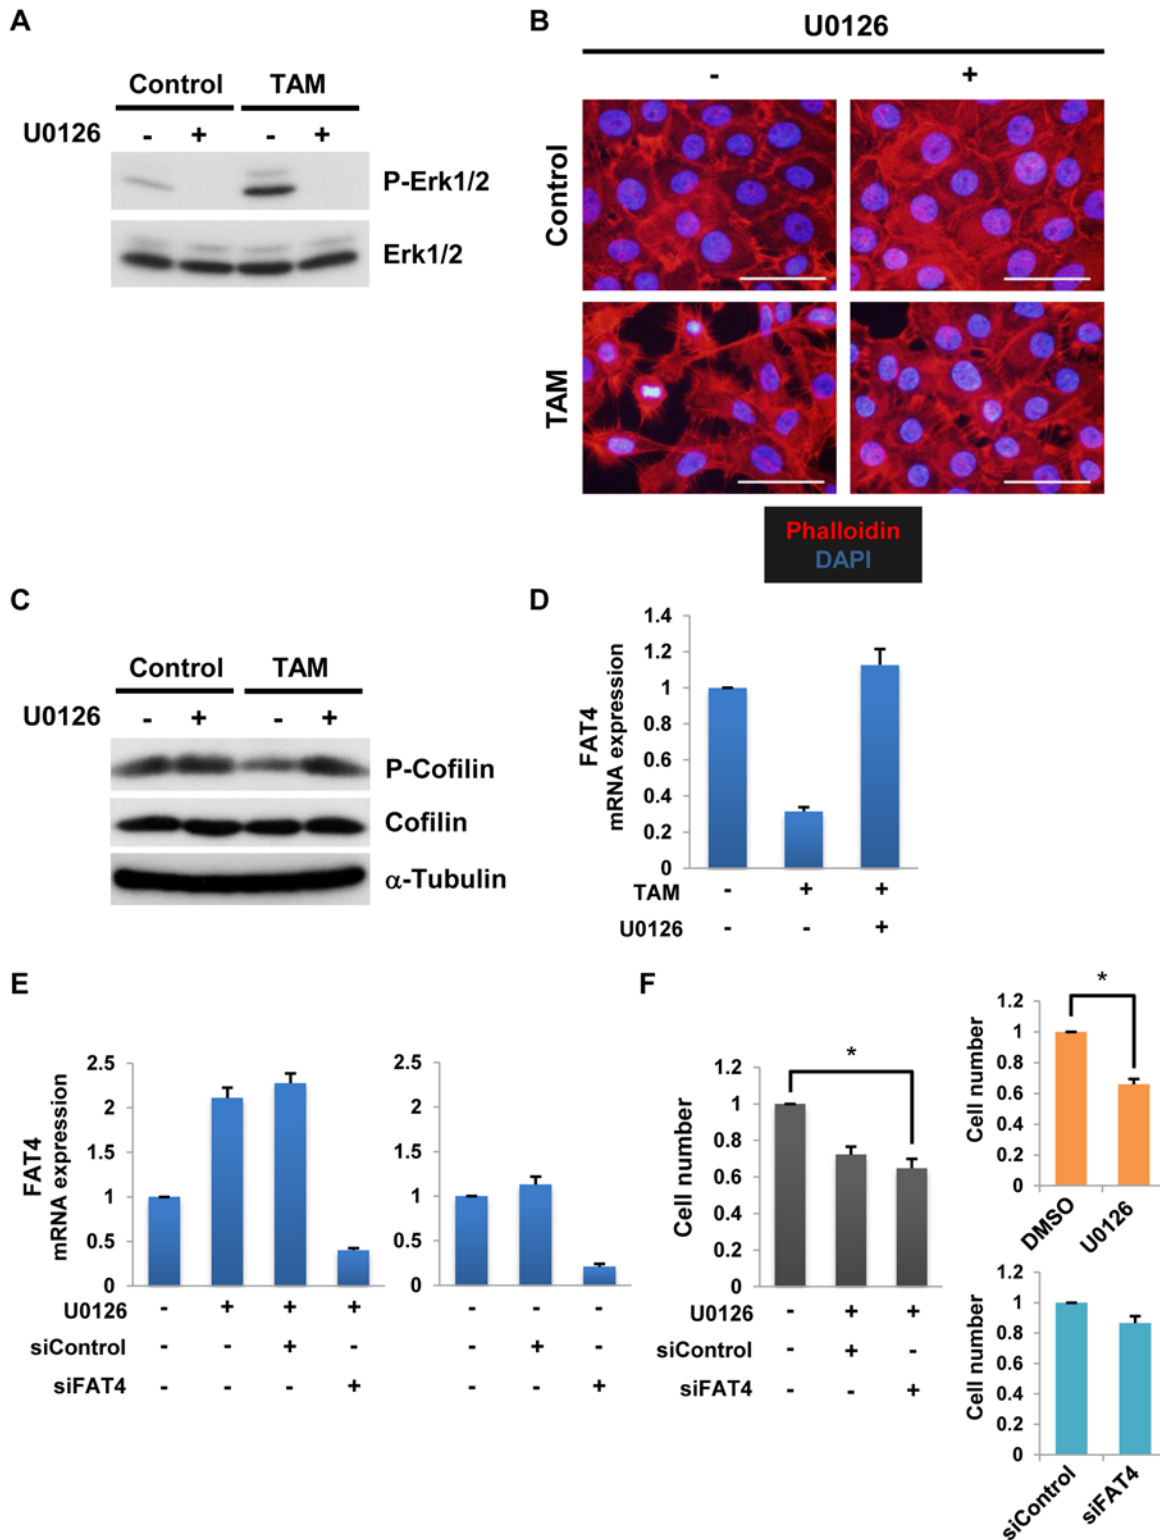 A
Control TAM
U0126 - + - +
P-Erk1/2
Erk1/2
B
U0126
- +
Control
TAM
Phalloidin
DAPI
C
Control TAM
U0126 - + - +
P-Cofilin
Cofilin
α-Tubulin
D
FAT4
mRNA expression
1.4
1.2
1
0.8
0.6
0.4
0.2
0
TAM - + +
U0126 - - +
E
FAT4
mRNA expression
2.5
2
1.5
1
0.5
0
2.5
2
1.5
1
0.5
0
U0126 - + + + - - -
siControl - - + - - + -
siFAT4 - - - + - - +
F
Cell number
1.2
1
0.8
0.6
0.4
0.2
0
*
U0126 - + +
siControl - + -
siFAT4 - - +
*
Cell number
1.2
1
0.8
0.6
0.4
0.2
0
DMSO U0126
Cell number
1.2
1
0.8
0.6
0.4
0.2
0
siControl siFAT4